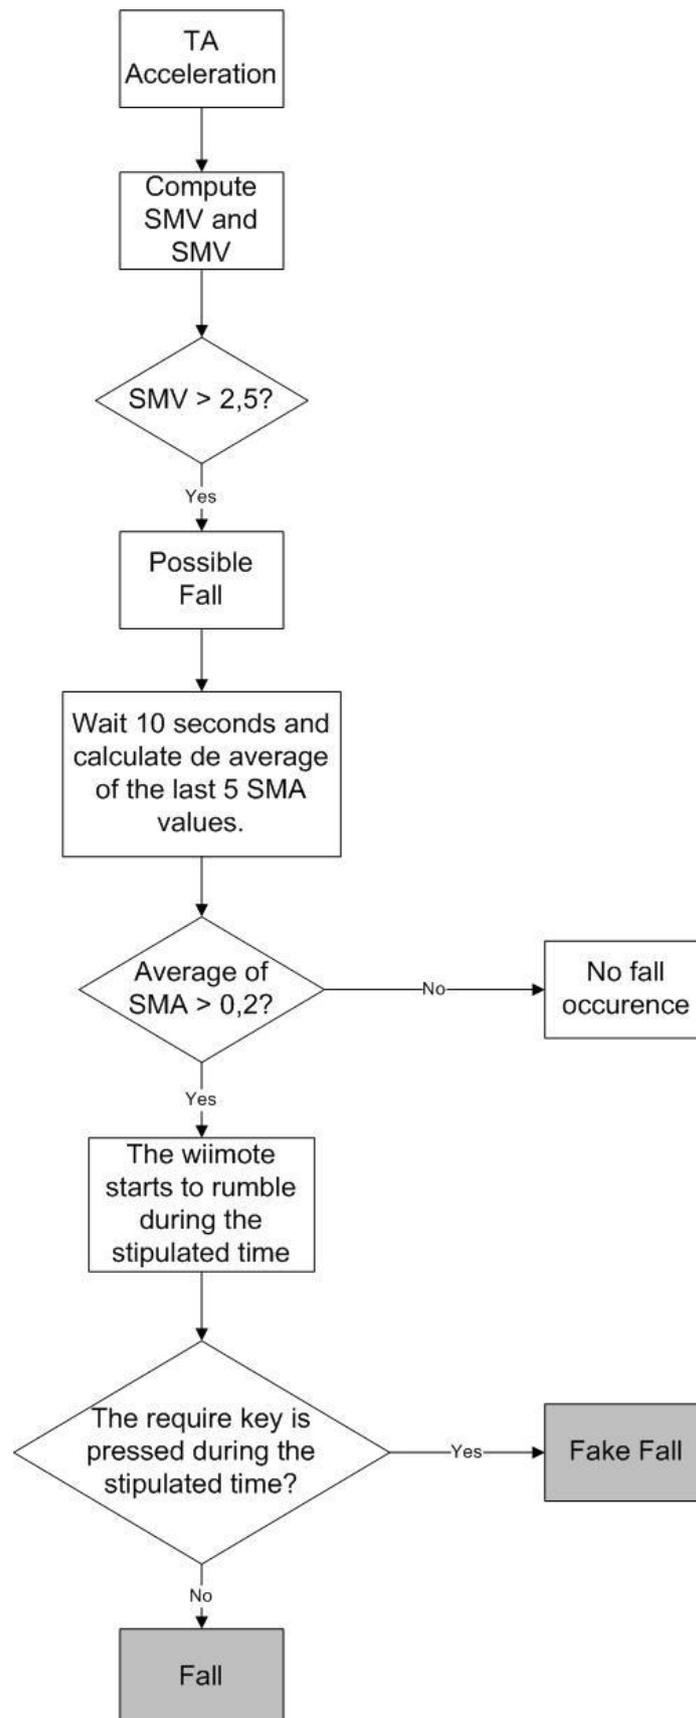 TA
Acceleration
Compute
SMV and
SMV
SMV > 2,5?
Yes
Possible
Fall
Wait 10 seconds and
calculate de average
of the last 5 SMA
values.
Average of
SMA > 0,2?
No
No fall
occurence
Yes
The wiimote
starts to rumble
during the
stipulated time
The require key is
pressed during the
stipulated time?
Yes
Fake Fall
No
Fall